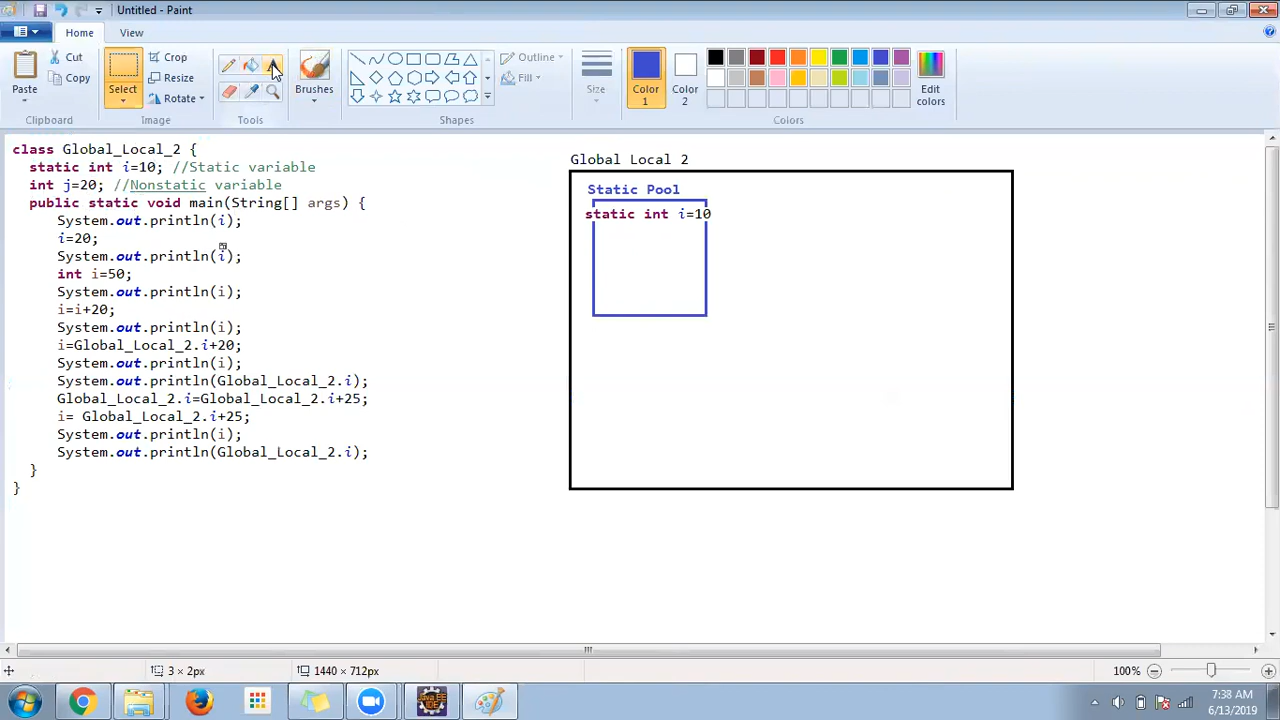 Untitled - Paint
Home
View
Paste
Cut
Copy
Clipboard
Select
Crop
Resize
Rotate
Image
Tools
Brushes
Shapes
Outline
Fill
Size
Color 1
Color 2
Edit colors
Colors
class Global_Local_2 {
static int i=10; //Static variable
int j=20; //Nonstatic variable
public static void main(String[] args) {
System.out.println(i);
i=20;
System.out.println(i);
int i=50;
System.out.println(i);
i=i+20;
System.out.println(i);
i=Global_Local_2.i+20;
System.out.println(i);
System.out.println(Global_Local_2.i);
Global_Local_2.i=Global_Local_2.i+25;
i= Global_Local_2.i+25;
System.out.println(i);
System.out.println(Global_Local_2.i);
}
}
Global Local 2
Static Pool
static int i=10
3 × 2px
1440 × 712px
100%
Java EE
IDE
7:38 AM
6/13/2019